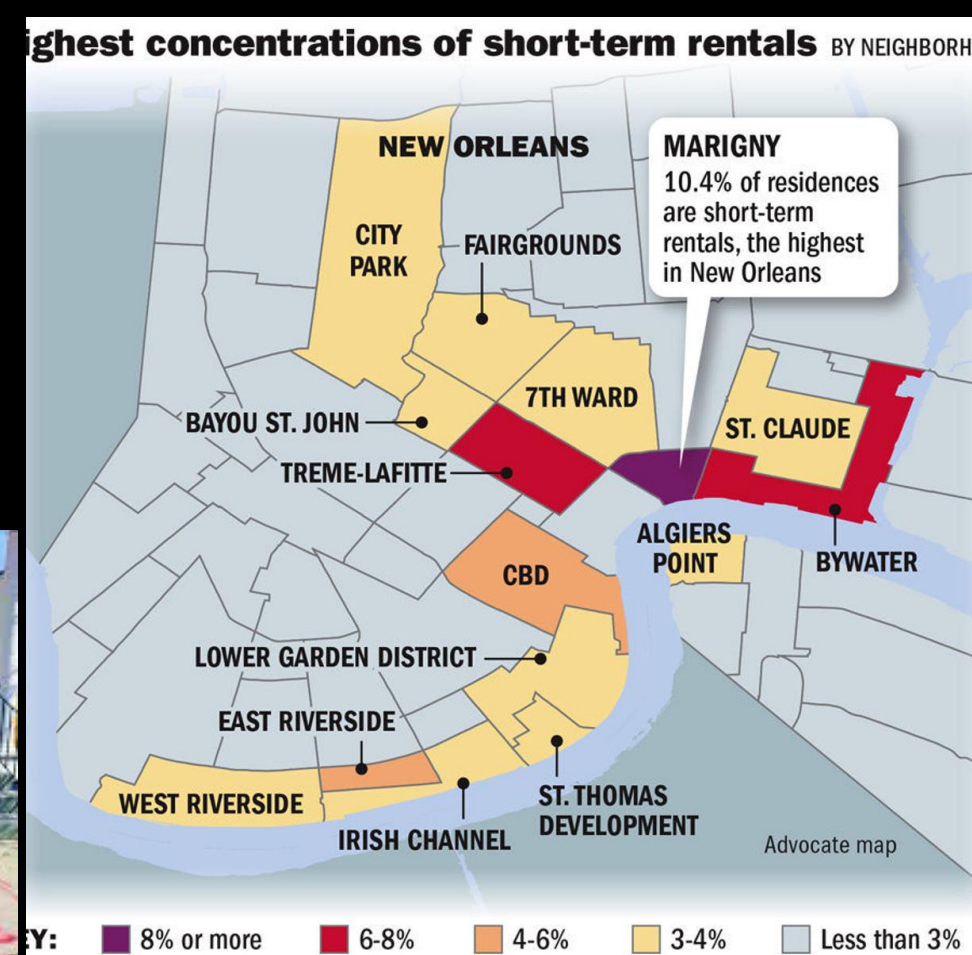 ighest concentrations of short-term rentals BY NEIGHBORH
NEW ORLEANS
MARIGNY
10.4% of residences
are short-term
rentals, the highest
in New Orleans
CITY
PARK
FAIRGROUNDS
7TH WARD
BAYOU ST. JOHN
ST. CLAUDE
TREME-LAFITTE
ALGIERS
POINT
BYWATER
CBD
LOWER GARDEN DISTRICT
EAST RIVERSIDE
WEST RIVERSIDE
ST. THOMAS
DEVELOPMENT
IRISH CHANNEL
Advocate map
EY:
8% or more
6-8%
4-6%
3-4%
Less than 3%